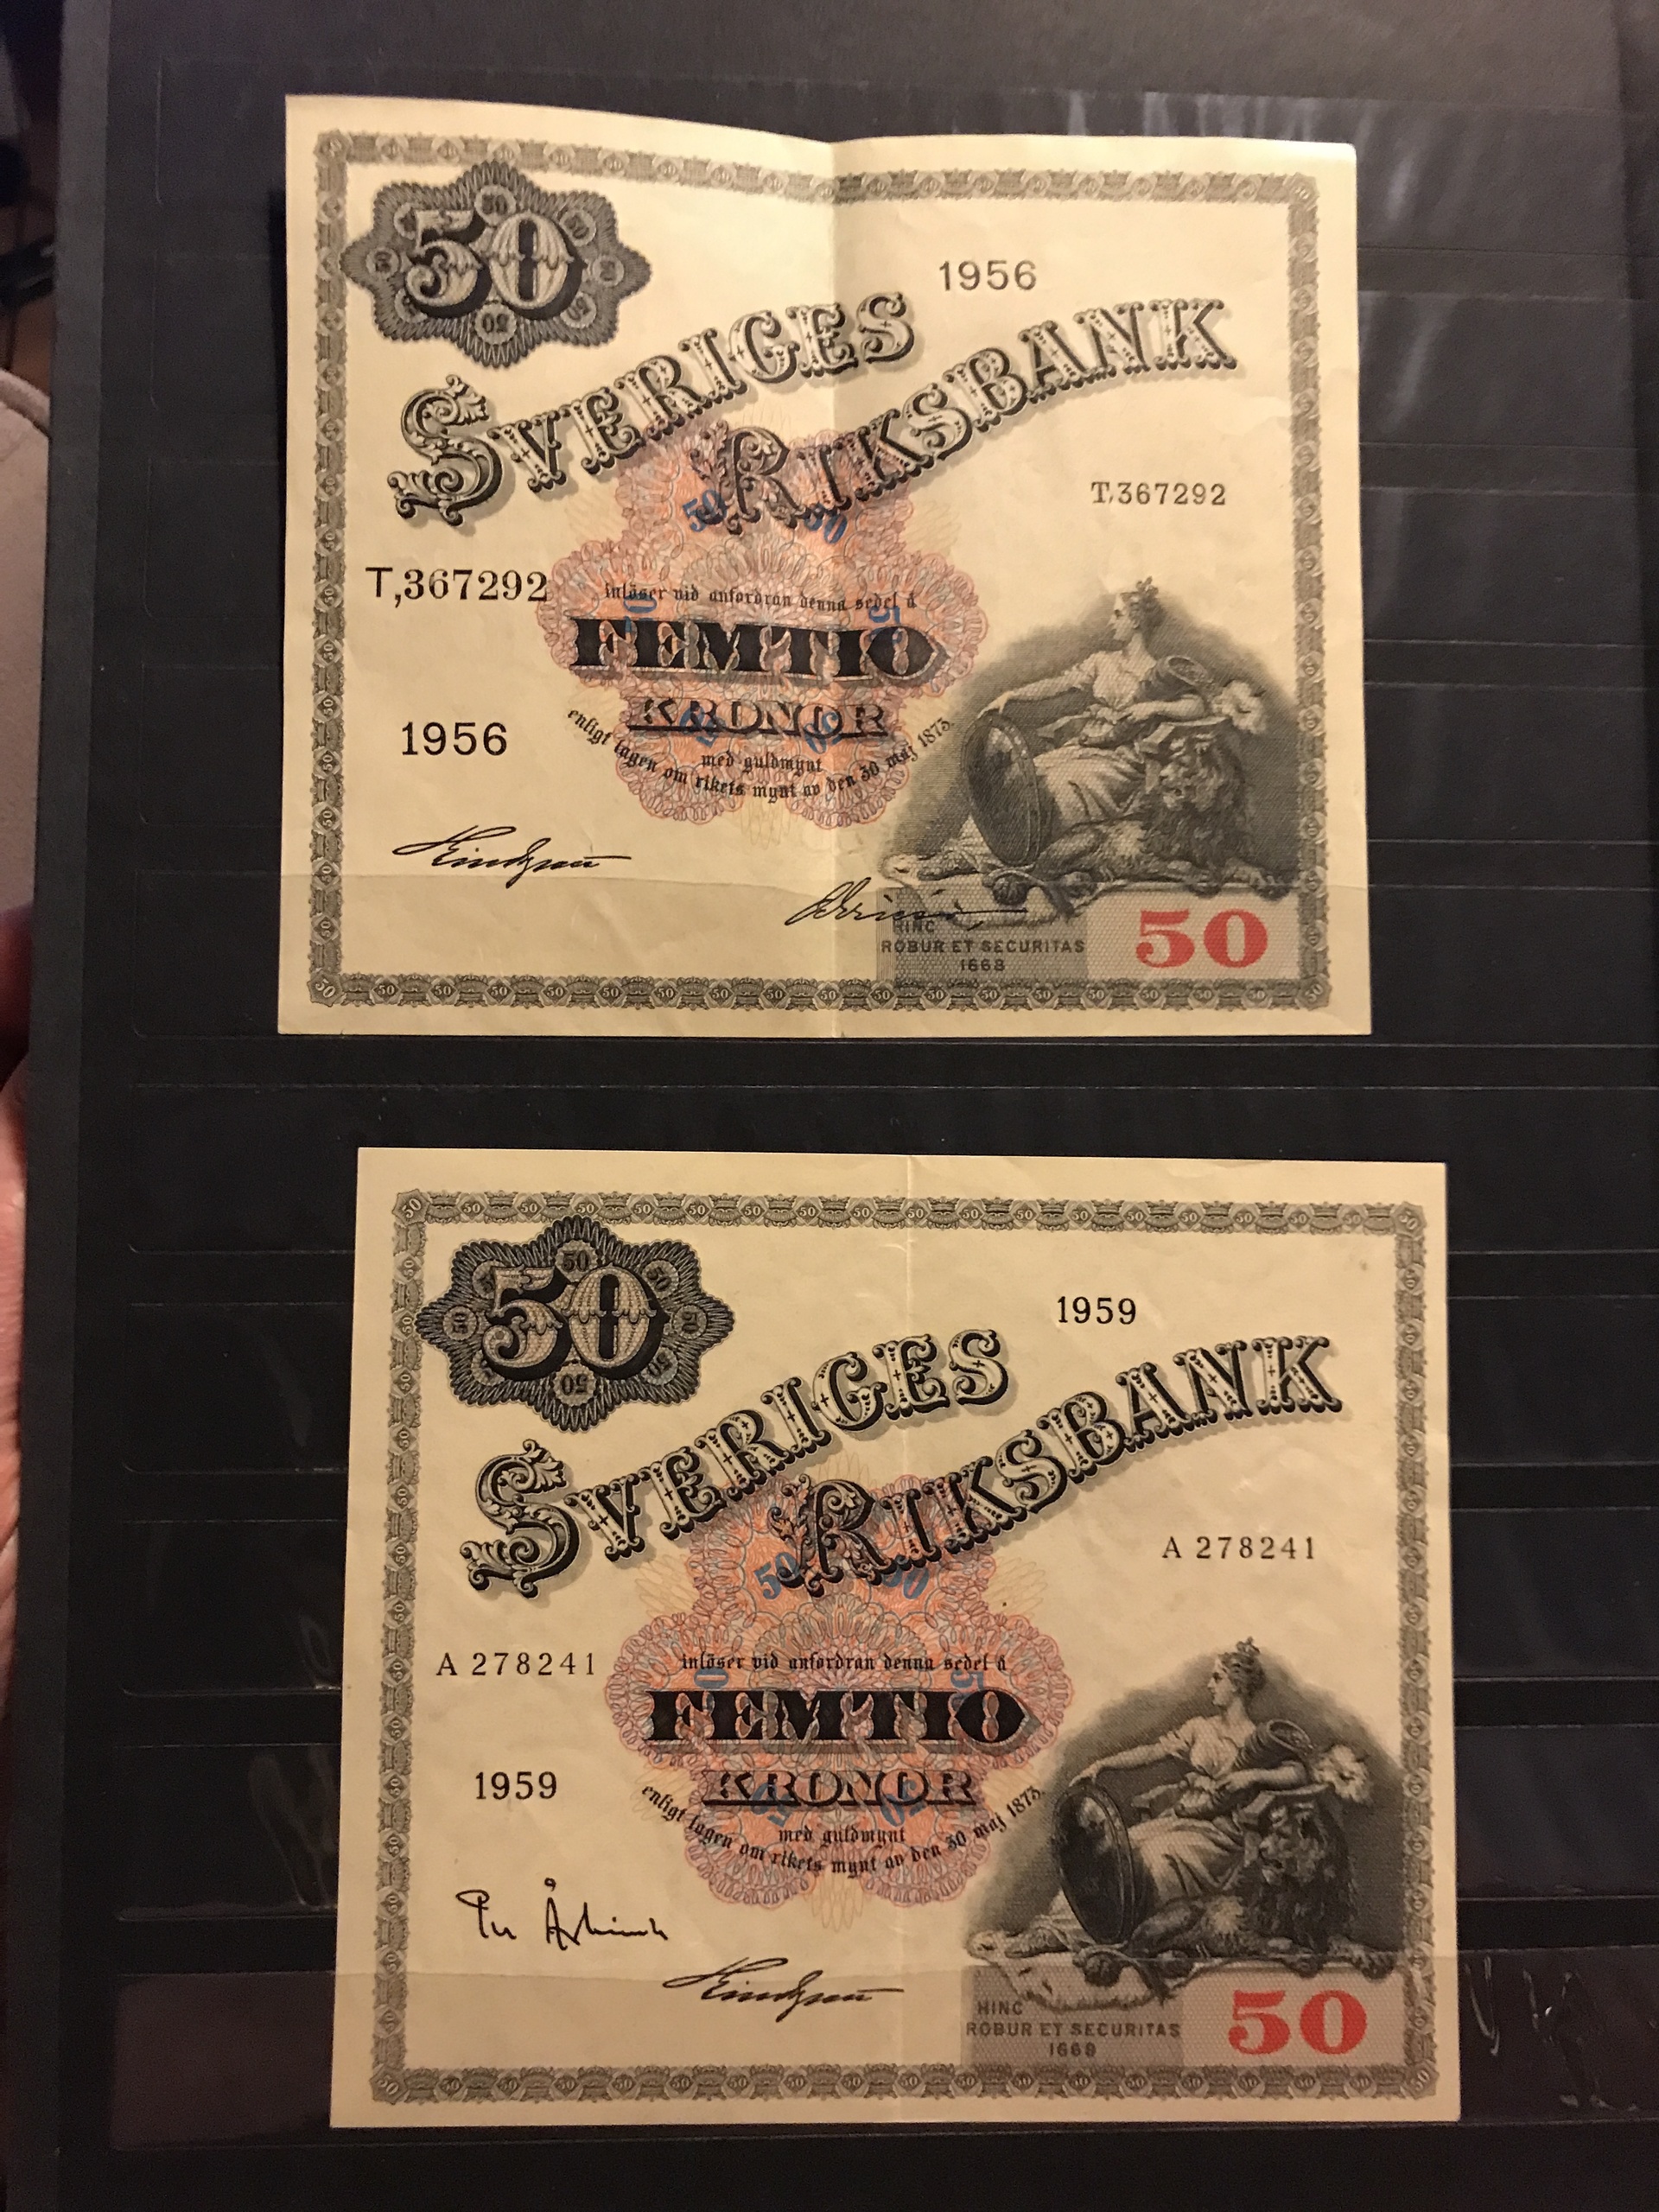 50
1956
SVERIGES
RIKSBANK
T,367292
T,367292
inlöser vid anfordran denna sedel å
FEMTIO
KRONOR
1956
med guldmynt
enligt lagen om rikets mynt av den 30 maj 1873.
HINC
ROBUR ET SECURITAS
1668
50
50
1959
SVERIGES
RIKSBANK
A 278241
A 278241
inlöser vid anfordran denna sedel å
FEMTIO
KRONOR
1959
med guldmynt
enligt lagen om rikets mynt av den 30 maj 1873.
HINC
ROBUR ET SECURITAS
1668
50